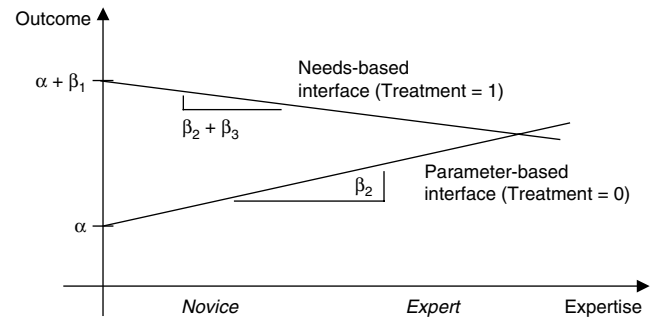 Outcome
α + β₁
Needs-based
interface (Treatment = 1)
β₂ + β₃
Parameter-based
interface (Treatment = 0)
β₂
α
Novice
Expert
Expertise